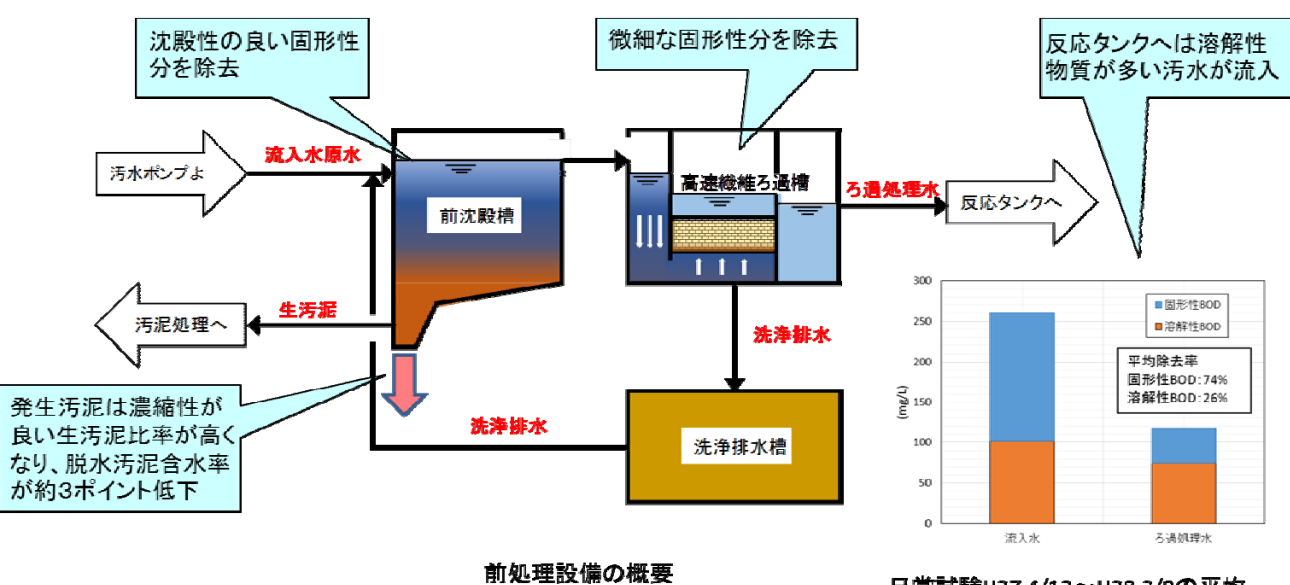 沈殿性の良い固形性
分を除去
微細な固形性分を除去
反応タンクへは溶解性
物質が多い汚水が流入
汚水ポンプよ
流入水原水
前沈殿槽
高速繊維ろ過槽
ろ過処理水
反応タンクへ
汚泥処理へ
生汚泥
洗浄排水
発生汚泥は濃縮性が
良い生汚泥比率が高く
なり、脱水汚泥含水率
が約3ポイント低下
洗浄排水
洗浄排水槽
300
250
200
150
100
50
0
(mg/L)
固形性BOD
溶解性BOD
平均除去率
固形性BOD:74%
溶解性BOD:26%
流入水
ろ過処理水
前処理設備の概要